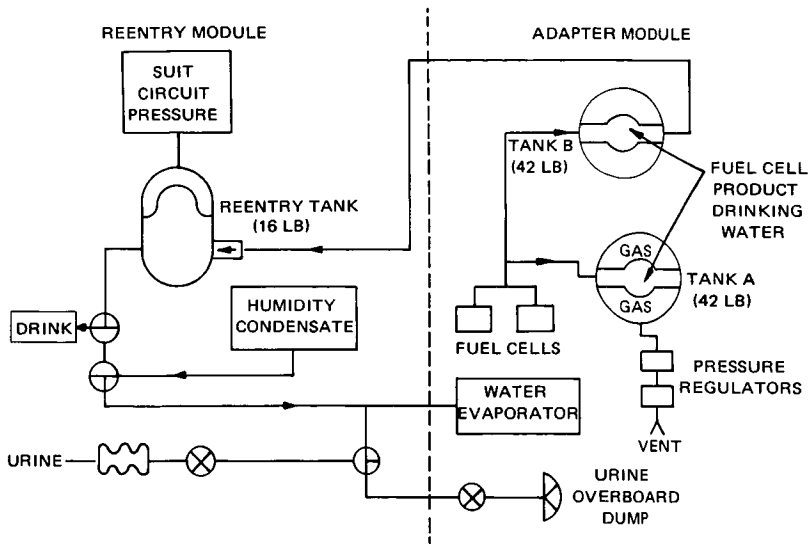 REENTRY MODULE
ADAPTER MODULE
SUIT
CIRCUIT
PRESSURE
TANK B
(42 LB)
FUEL CELL
PRODUCT
DRINKING
WATER
REENTRY TANK
(16 LB)
GAS
TANK A
(42 LB)
GAS
HUMIDITY
CONDENSATE
DRINK
FUEL CELLS
PRESSURE
REGULATORS
WATER
EVAPORATOR
VENT
URINE
URINE
OVERBOARD
DUMP